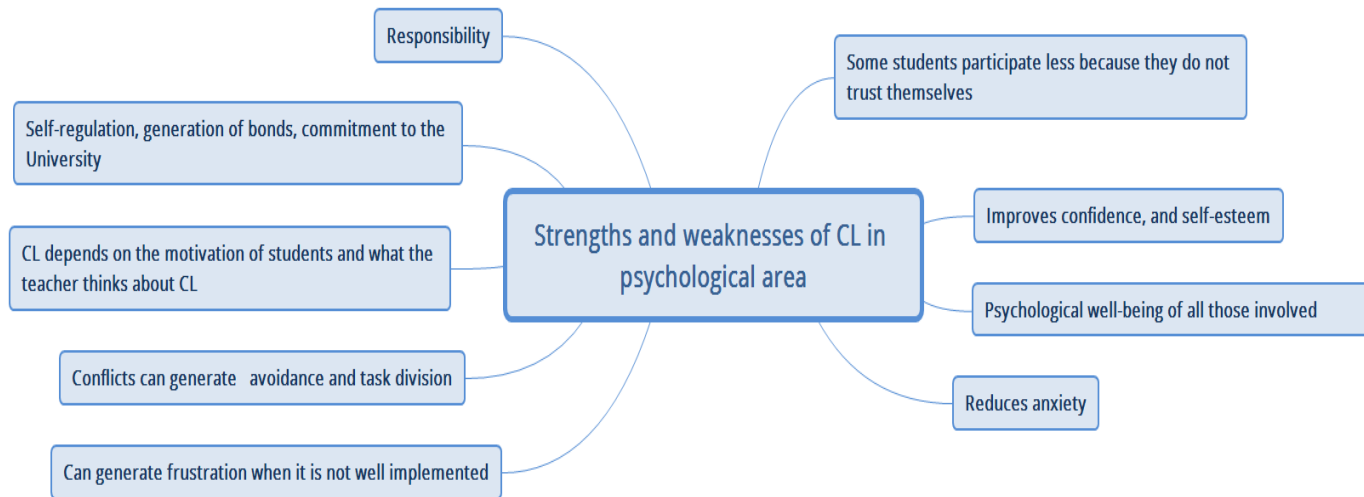 Responsibility
Some students participate less because they do not
trust themselves
Self-regulation, generation of bonds, commitment to the
University
Strengths and weaknesses of CL in
psychological area
Improves confidence, and self-esteem
CL depends on the motivation of students and what the
teacher thinks about CL
Psychological well-being of all those involved
Conflicts can generate avoidance and task division
Reduces anxiety
Can generate frustration when it is not well implemented